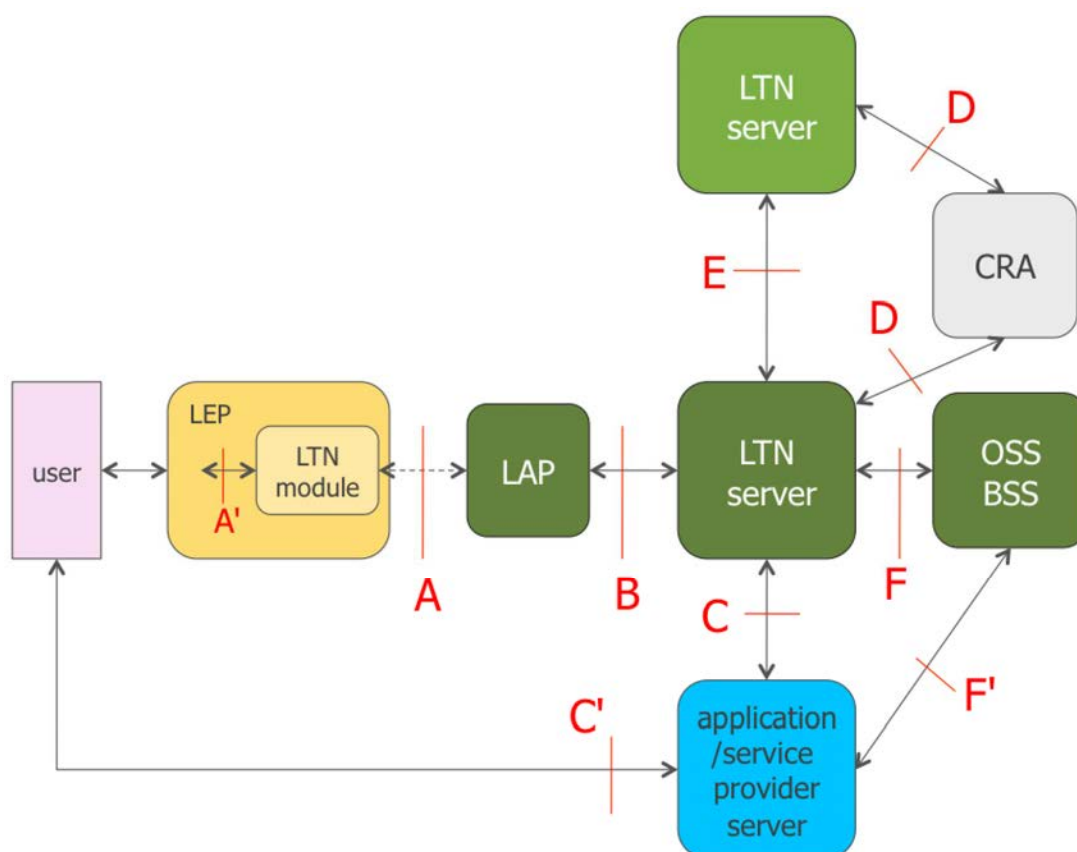 LTN
server
D
E
CRA
D
user
LEP
A'
LTN
module
A
LAP
B
LTN
server
F
OSS
BSS
C
C'
application
/service
provider
server
F'